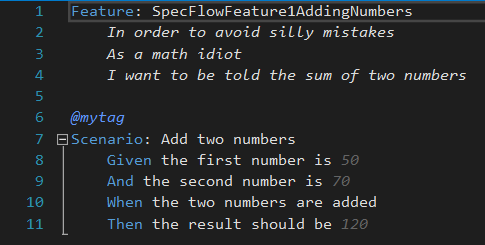 1 Feature: SpecFlowFeature1AddingNumbers
2 In order to avoid silly mistakes
3 As a math idiot
4 I want to be told the sum of two numbers
5
6 @mytag
7 Scenario: Add two numbers
8 Given the first number is 50
9 And the second number is 70
10 When the two numbers are added
11 Then the result should be 120